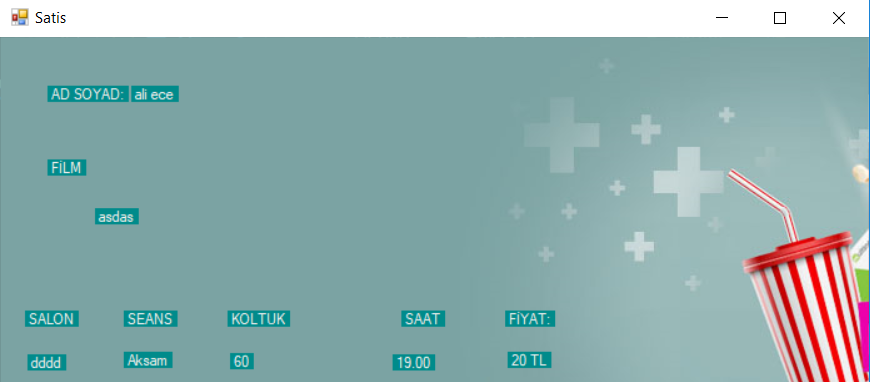 Satis
AD SOYAD: ali ece
FİLM
asdas
SALON SEANS KOLTUK SAAT FİYAT:
dddd Aksam 60 19.00 20 TL